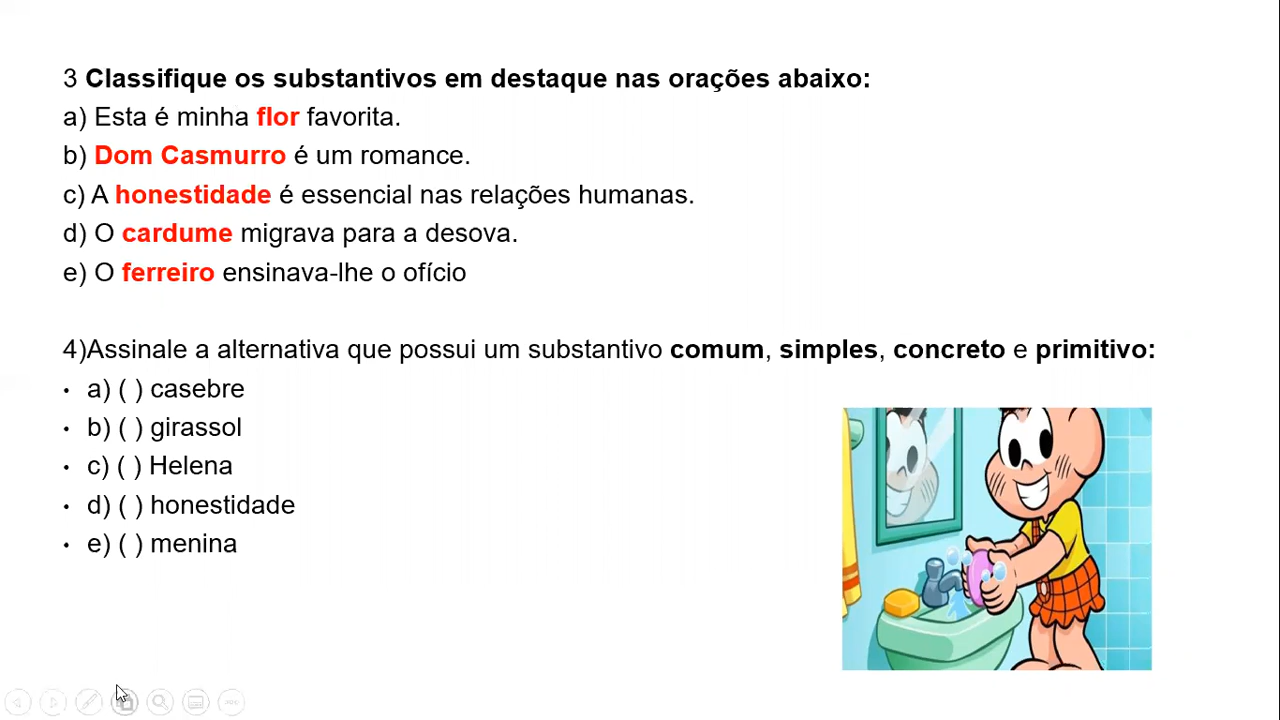 3 Classifique os substantivos em destaque nas orações abaixo:
a) Esta é minha flor favorita.
b) Dom Casmurro é um romance.
c) A honestidade é essencial nas relações humanas.
d) O cardume migrava para a desova.
e) O ferreiro ensinava-lhe o ofício
4)Assinale a alternativa que possui um substantivo comum, simples, concreto e primitivo:
• a) ( ) casebre
• b) ( ) girassol
• c) ( ) Helena
• d) ( ) honestidade
• e) ( ) menina